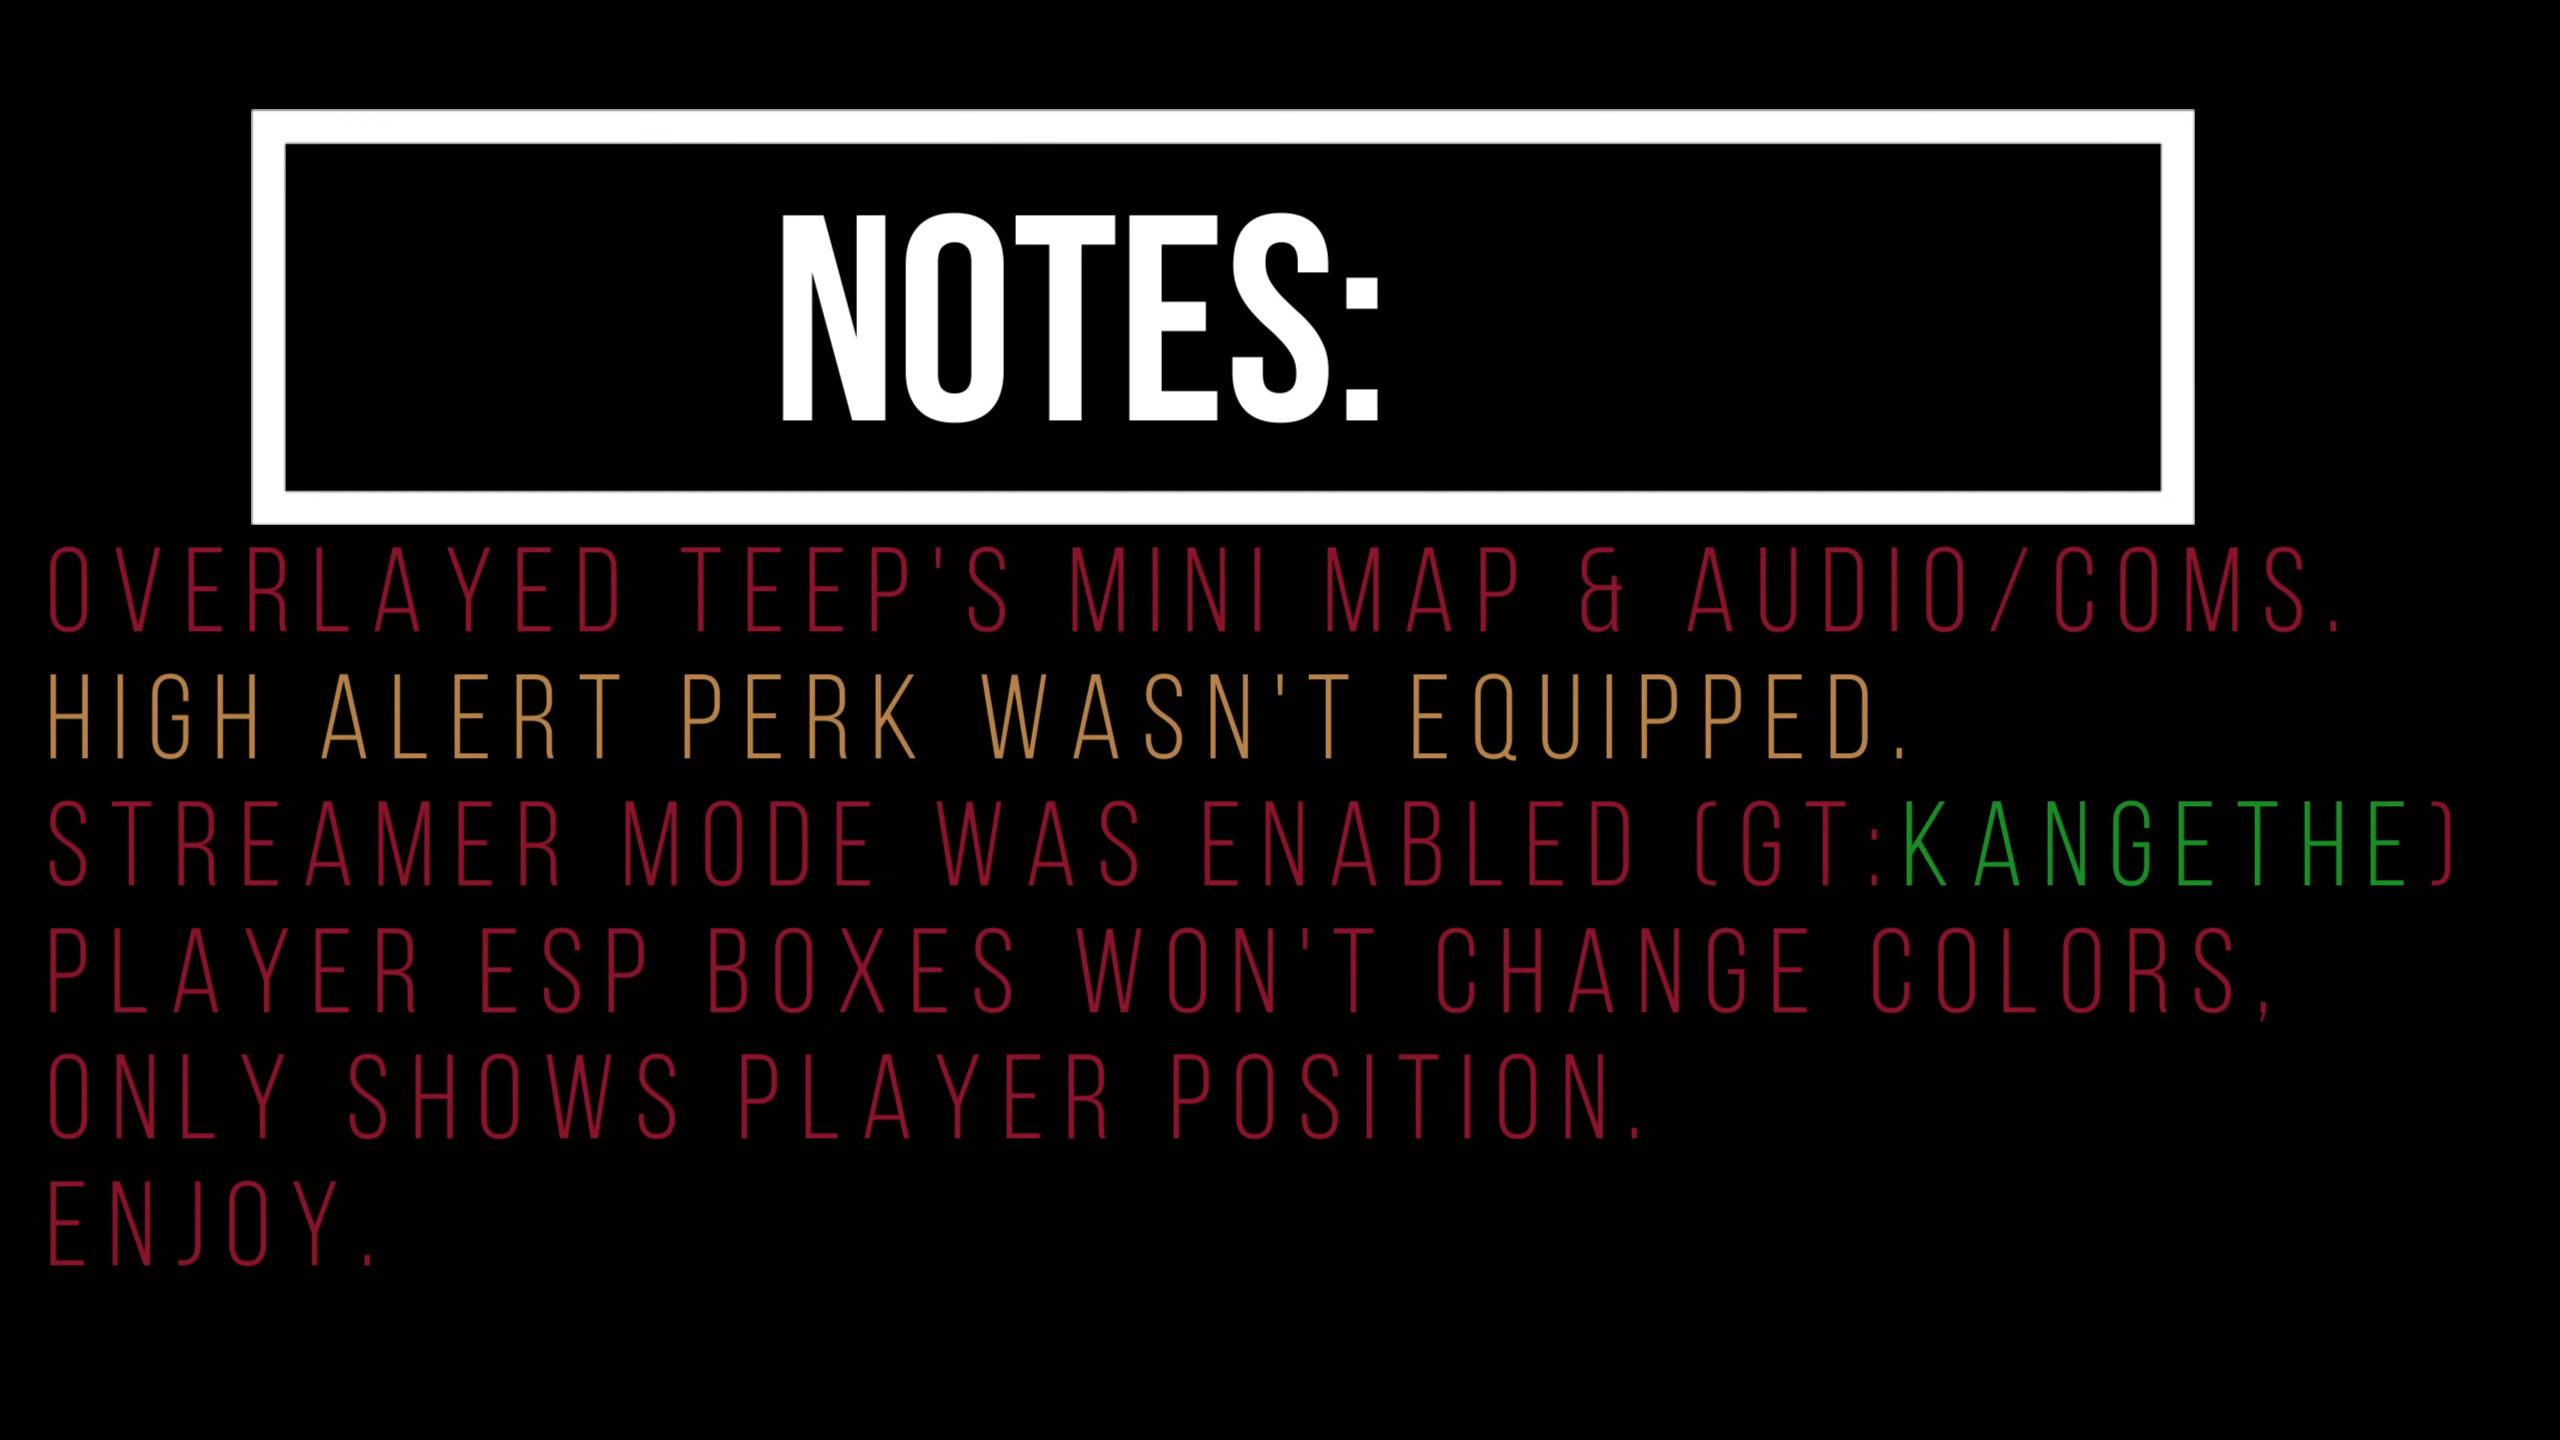 NOTES:
OVERLAYED TEEP'S MINI MAP & AUDIO/COMS.
HIGH ALERT PERK WASN'T EQUIPPED.
STREAMER MODE WAS ENABLED (GT:KANGETHE)
PLAYER ESP BOXES WON'T CHANGE COLORS,
ONLY SHOWS PLAYER POSITION.
ENJOY.